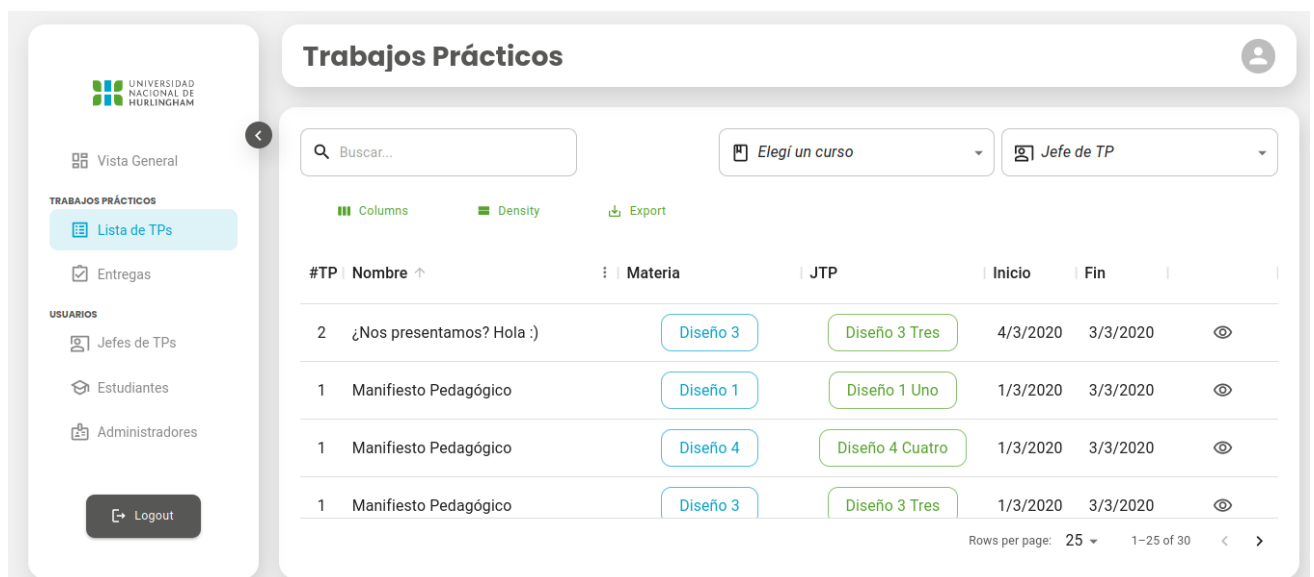 UNIVERSIDAD
NACIONAL DE
HURLINGHAM
Vista General
TRABAJOS PRÁCTICOS
Lista de TPs
Entregas
USUARIOS
Jefes de TPs
Estudiantes
Administradores
Logout
Trabajos Prácticos
Buscar...
Elegí un curso
Jefe de TP
Columns Density Export
#TP Nombre Materia JTP Inicio Fin
2 ¿Nos presentamos? Hola :) Diseño 3 Diseño 3 Tres 4/3/2020 3/3/2020
1 Manifiesto Pedagógico Diseño 1 Diseño 1 Uno 1/3/2020 3/3/2020
1 Manifiesto Pedagógico Diseño 4 Diseño 4 Cuatro 1/3/2020 3/3/2020
1 Manifiesto Pedagógico Diseño 3 Diseño 3 Tres 1/3/2020 3/3/2020
Rows per page: 25 1–25 of 30